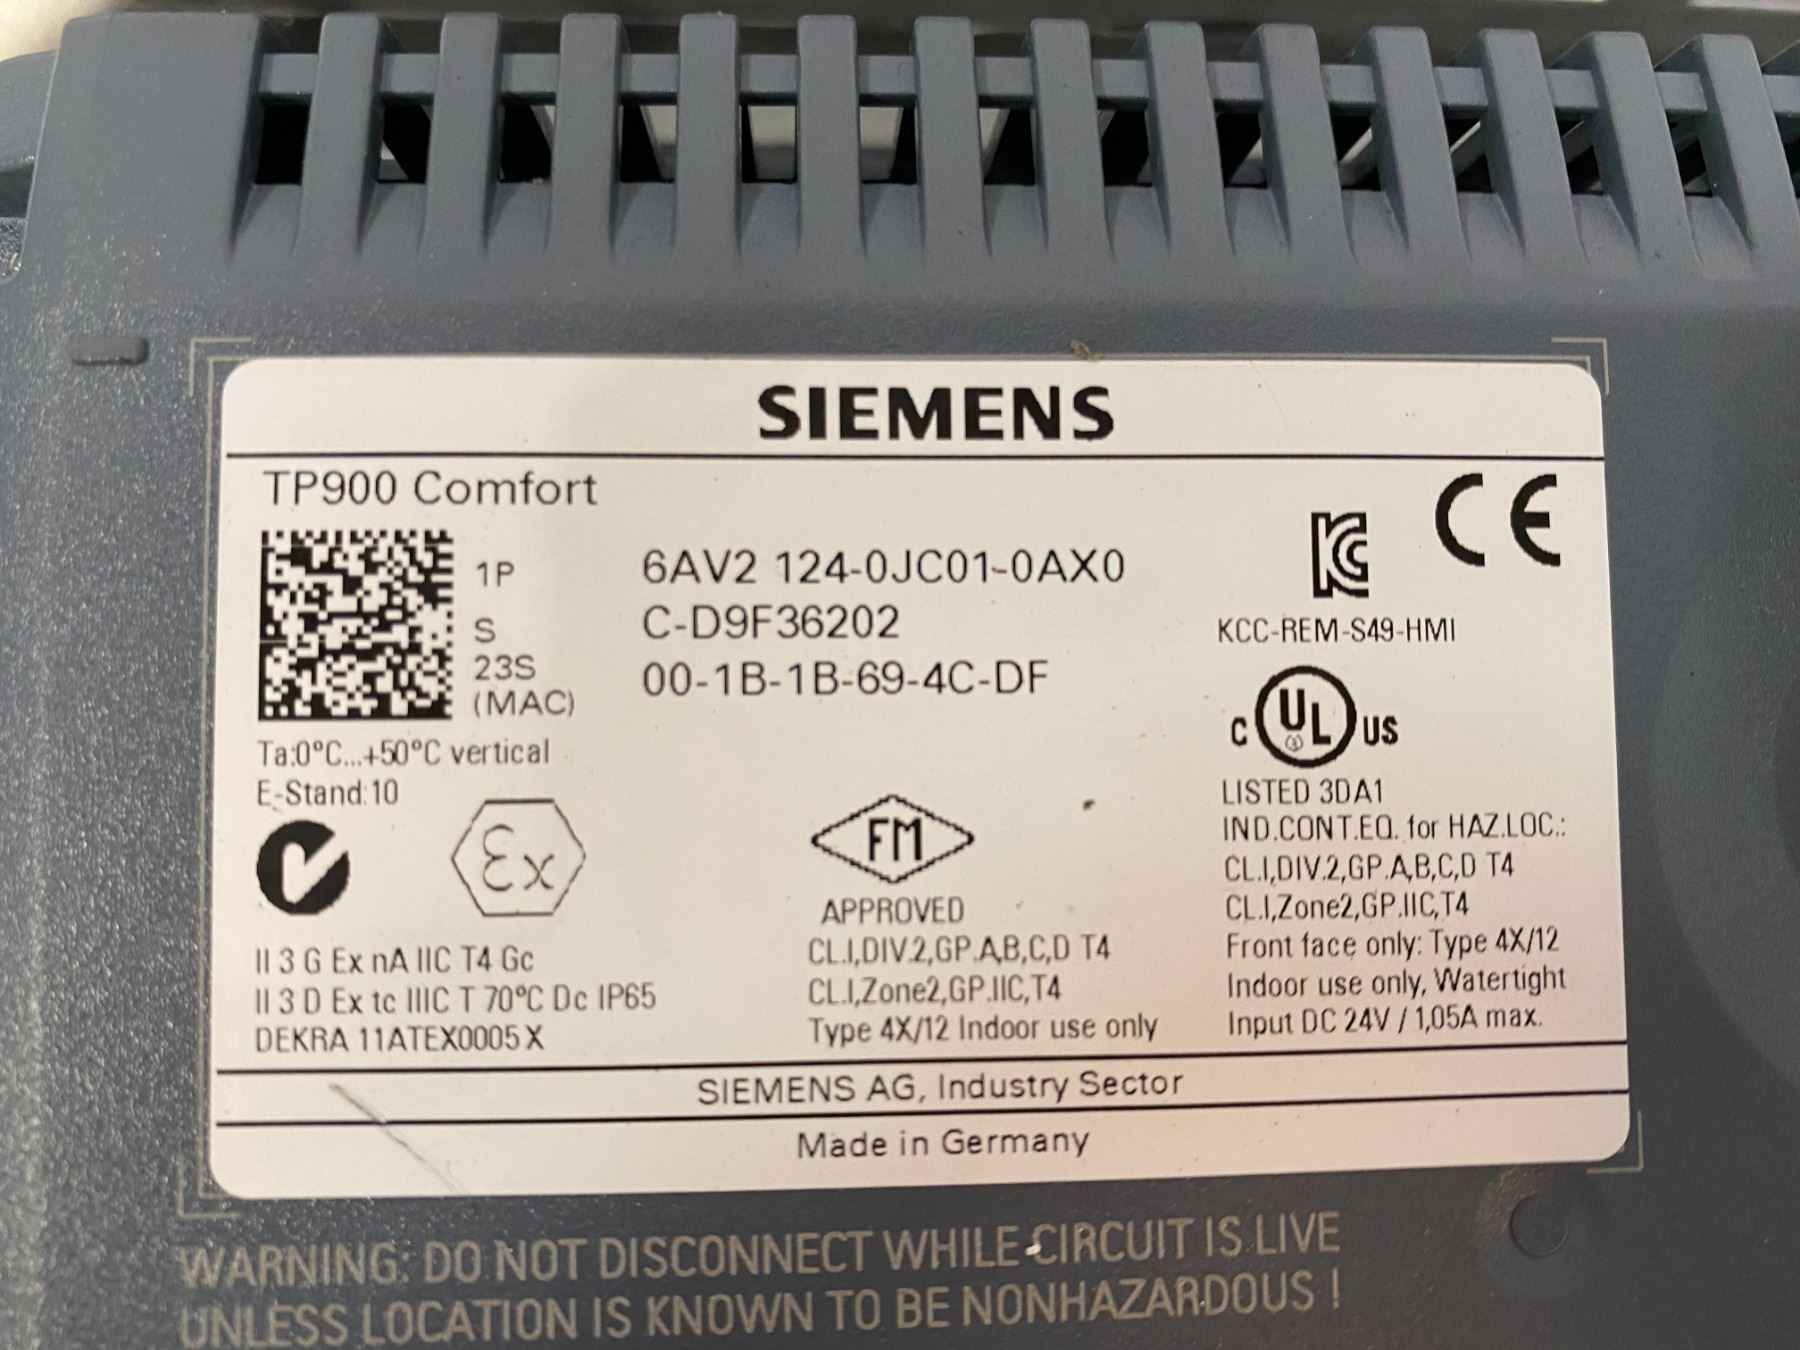 SIEMENS
TP900 Comfort
1P 6AV2 124-0JC01-0AX0
S C-D9F36202
23S 00-1B-1B-69-4C-DF
(MAC)
KCC-REM-S49-HMI
CE
C UL US
Ta:0°C...+50°C vertical
E-Stand:10
Ex
II 3 G Ex nA IIC T4 Gc
II 3 D Ex tc IIIC T 70°C Dc IP65
DEKRA 11ATEX0005 X
FM
APPROVED
CL.I,DIV.2,GP.A,B,C,D T4
CL.I,Zone2,GP.IIC,T4
Type 4X/12 Indoor use only
LISTED 3DA1
IND.CONT.EQ. for HAZ.LOC.:
CL.I,DIV.2,GP.A,B,C,D T4
CL.I,Zone2,GP.IIC,T4
Front face only: Type 4X/12
Indoor use only, Watertight
Input DC 24V / 1,05A max.
SIEMENS AG, Industry Sector
Made in Germany
WARNING: DO NOT DISCONNECT WHILE CIRCUIT IS LIVE
UNLESS LOCATION IS KNOWN TO BE NONHAZARDOUS !